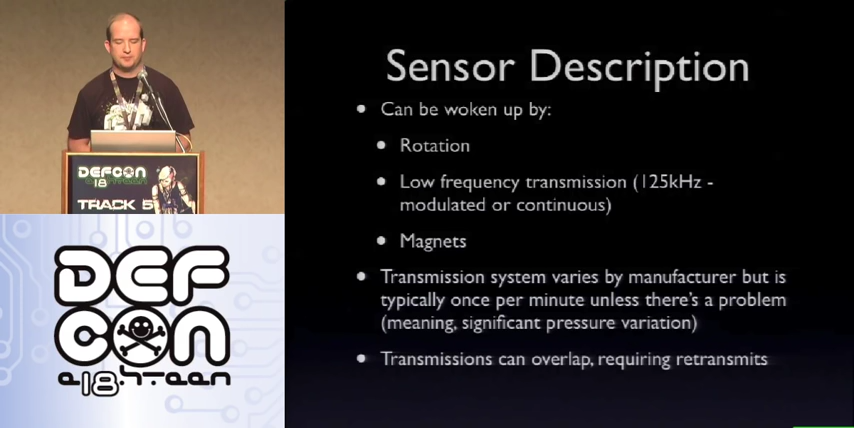 Sensor Description
• Can be woken up by:
• Rotation
• Low frequency transmission (125kHz -
modulated or continuous)
• Magnets
• Transmission system varies by manufacturer but is
typically once per minute unless there's a problem
(meaning, significant pressure variation)
• Transmissions can overlap, requiring retransmits
DEFCON
18
TRACK 5
DEF
CON
e18hteen